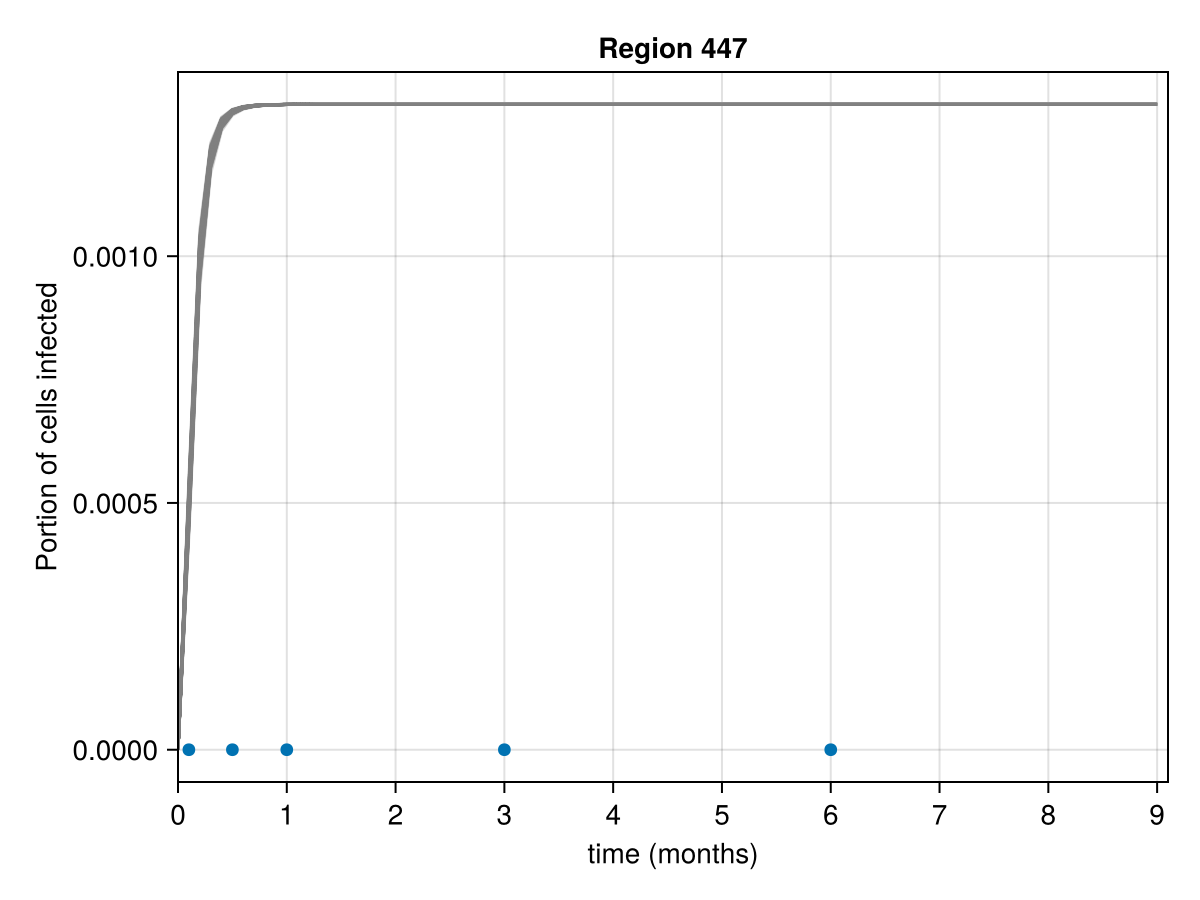 Region 447
Portion of cells infected
0.0010
0.0005
0.0000
0 1 2 3 4 5 6 7 8 9
time (months)